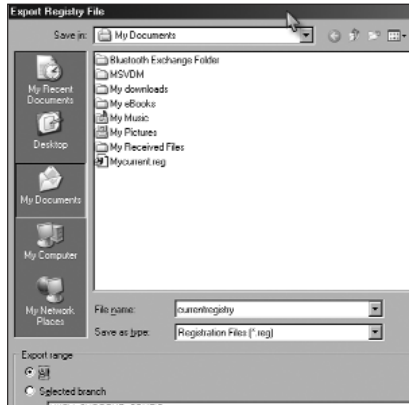 Export Registry File
Save in:
My Documents
My Recent
Documents
Desktop
My Documents
My Computer
My Network
Places
Bluetooth Exchange Folder
MSVDM
My downloads
My eBooks
My Music
My Pictures
My Received Files
Mycurrent.reg
File name:
currentregistry
Save as type:
Registration Files (*.reg)
Export range
All
Selected branch